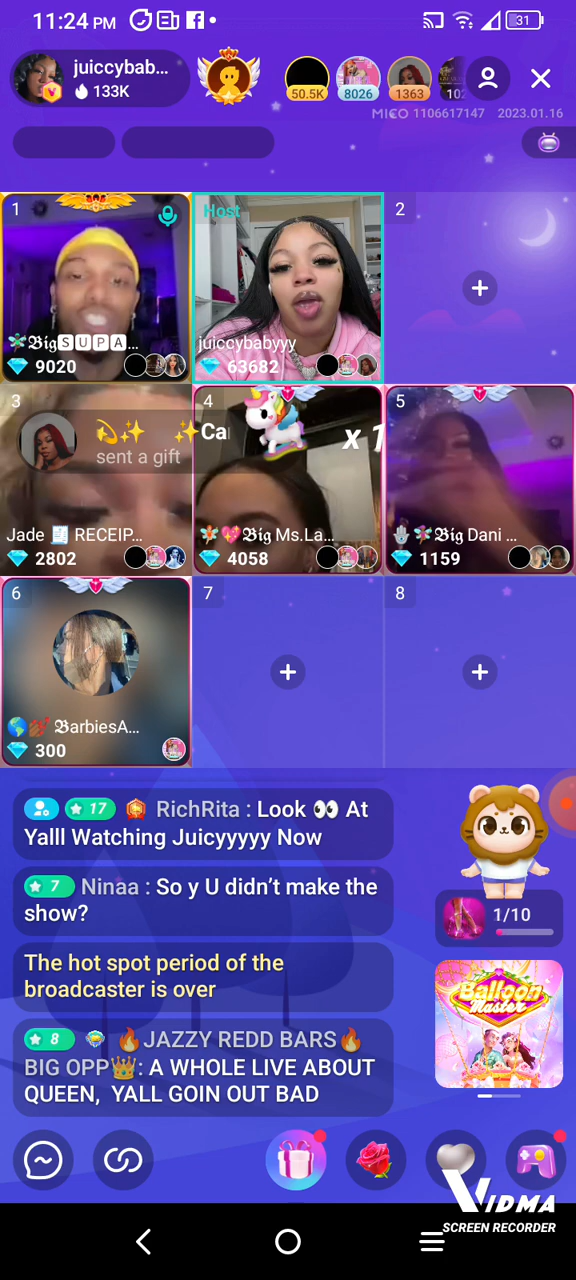 11:24 PM
31
juiccybab...
133K
50.5K
8026
1363
MICO 1106617147 2023.01.16
1
𝕭𝖎𝖌🆂🆄🅿🅰...
9020
Host
juiccybabyyy
63682
2
3
sent a gift
Jade 🧾 RECEIP...
2802
4
Ca
x 1
🧚💖𝕭𝖎𝖌 Ms.La...
4058
5
𝕭𝖎𝖌 Dani ...
1159
6
🌎💅🏾 𝕭arbiesA...
300
7
8
17 RichRita : Look 👀 At
Yalll Watching Juicyyyyy Now
7 Ninaa : So y U didn't make the
show?
The hot spot period of the
broadcaster is over
8 🔥JAZZY REDD BARS🔥
BIG OPP👑: A WHOLE LIVE ABOUT
QUEEN, YALL GOIN OUT BAD
1/10
Balloon
Master
VIDMA
SCREEN RECORDER